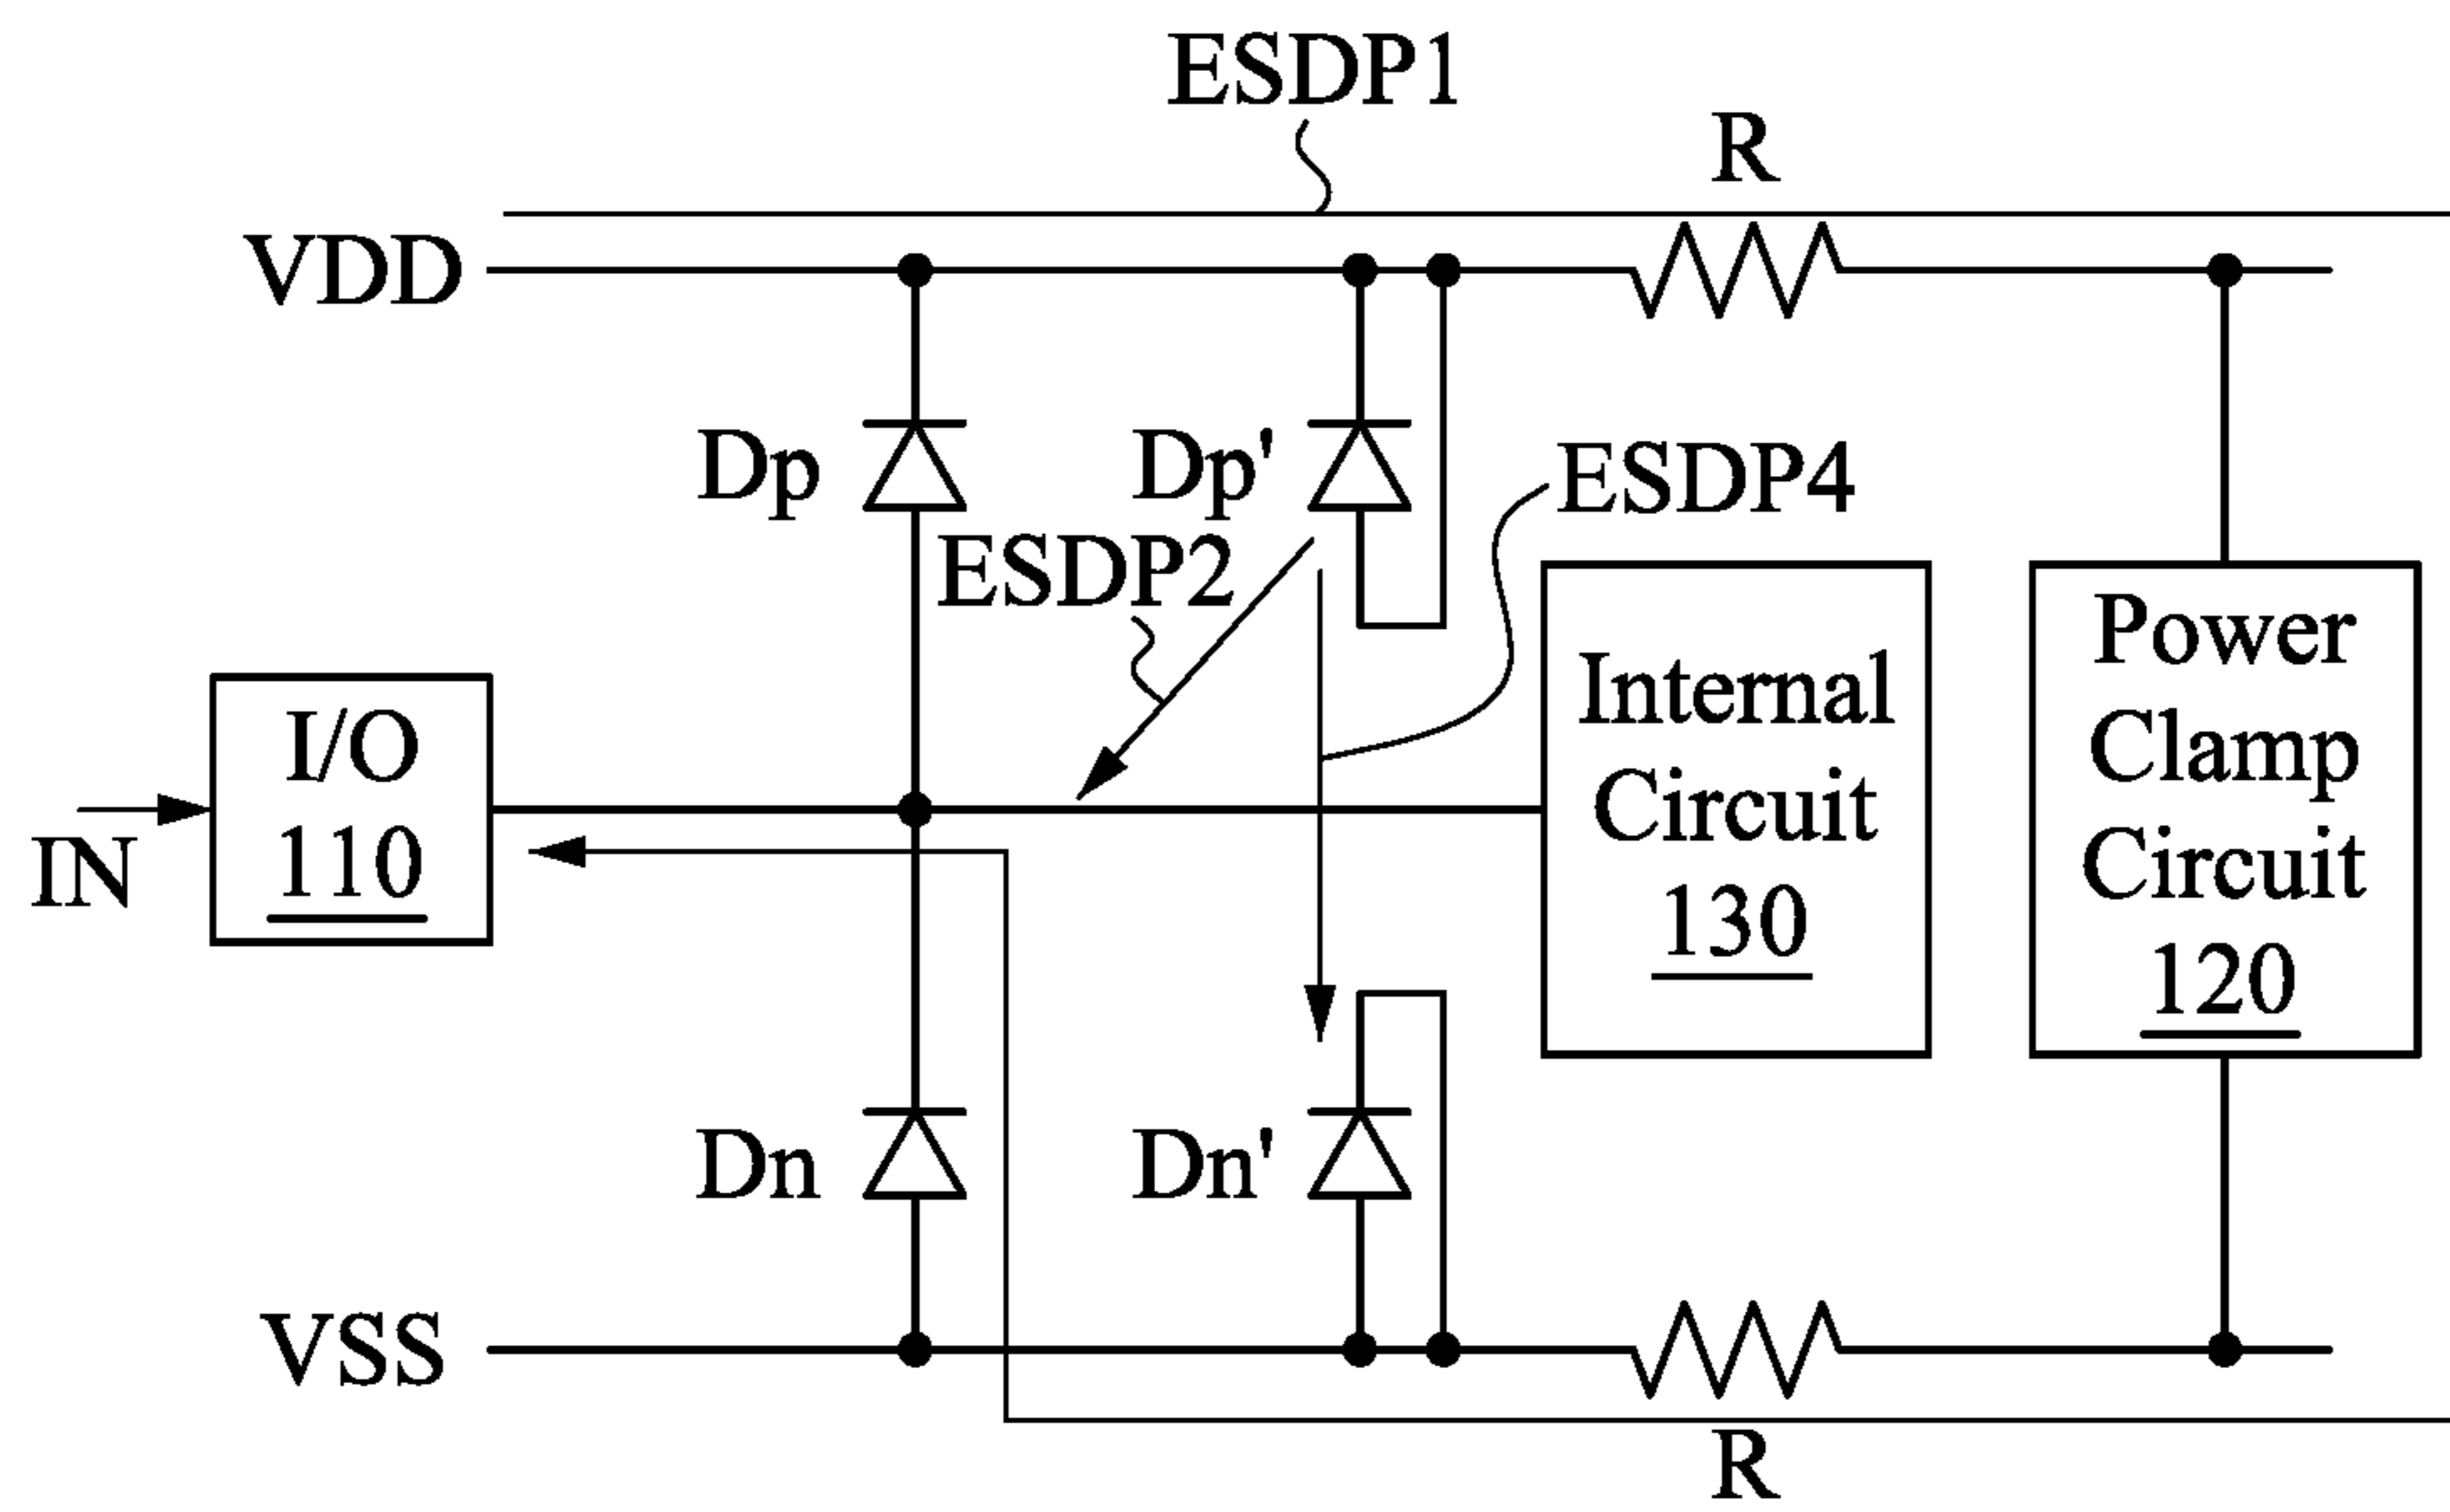 ESDP1
R
VDD
Dp
Dp'
ESDP4
ESDP2
I/O
110
IN
Internal
Circuit
130
Power
Clamp
Circuit
120
Dn
Dn'
VSS
R